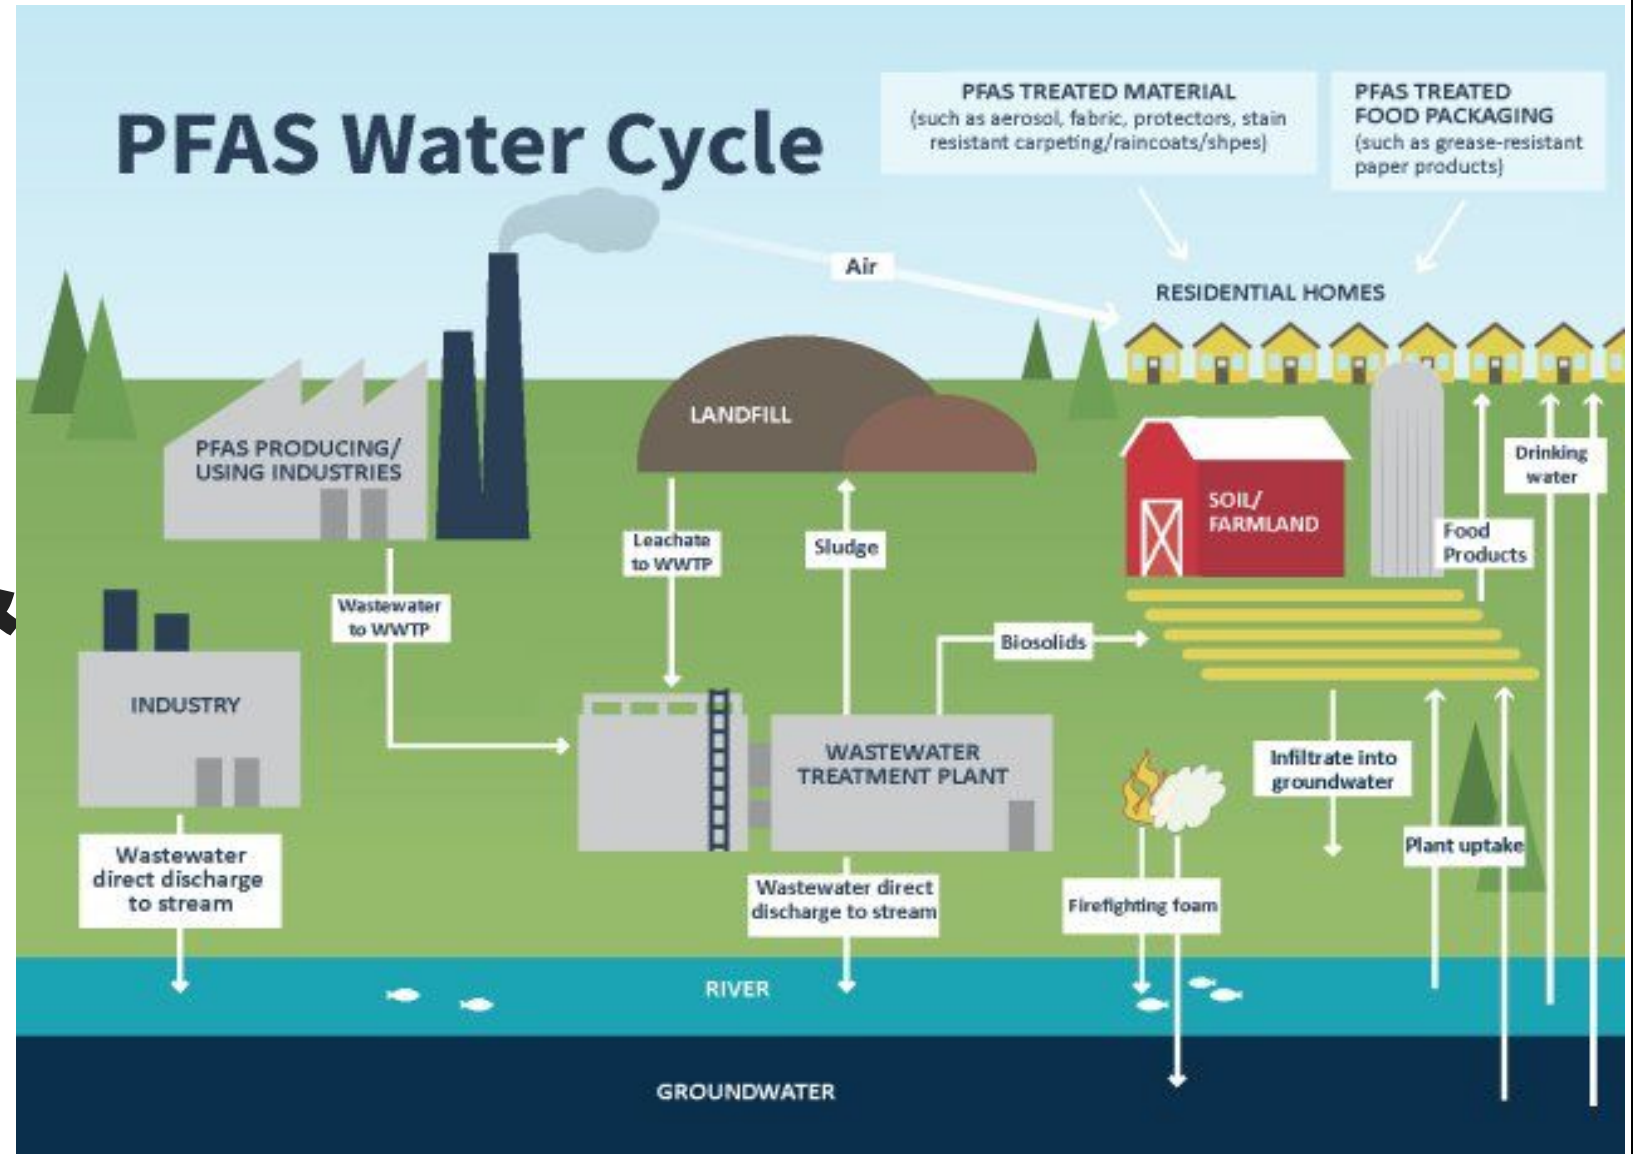 PFAS Water Cycle
PFAS TREATED MATERIAL
(such as aerosol, fabric, protectors, stain
resistant carpeting/raincoats/shpes)
PFAS TREATED
FOOD PACKAGING
(such as grease-resistant
paper products)
Air
RESIDENTIAL HOMES
LANDFILL
PFAS PRODUCING/
USING INDUSTRIES
Drinking
water
SOIL/
FARMLAND
Food
Products
Leachate
to WWTP
Sludge
Wastewater
to WWTP
Biosolids
INDUSTRY
WASTEWATER
TREATMENT PLANT
Infiltrate into
groundwater
Plant uptake
Wastewater
direct discharge
to stream
Wastewater direct
discharge to stream
Firefighting foam
RIVER
GROUNDWATER